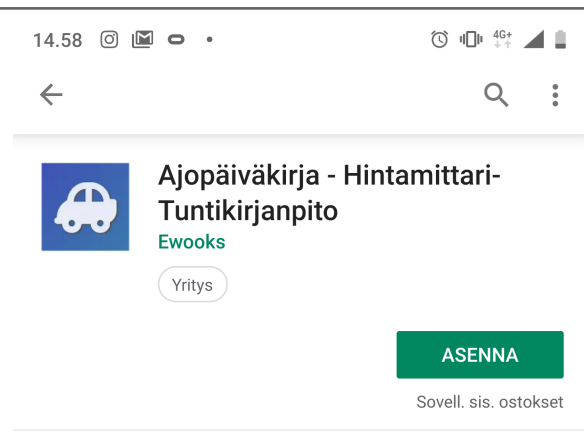 14.58
4G+
Ajopäiväkirja - Hintamittari-
Tuntikirjanpito
Ewooks
Yritys
ASENNA
Sovell. sis. ostokset